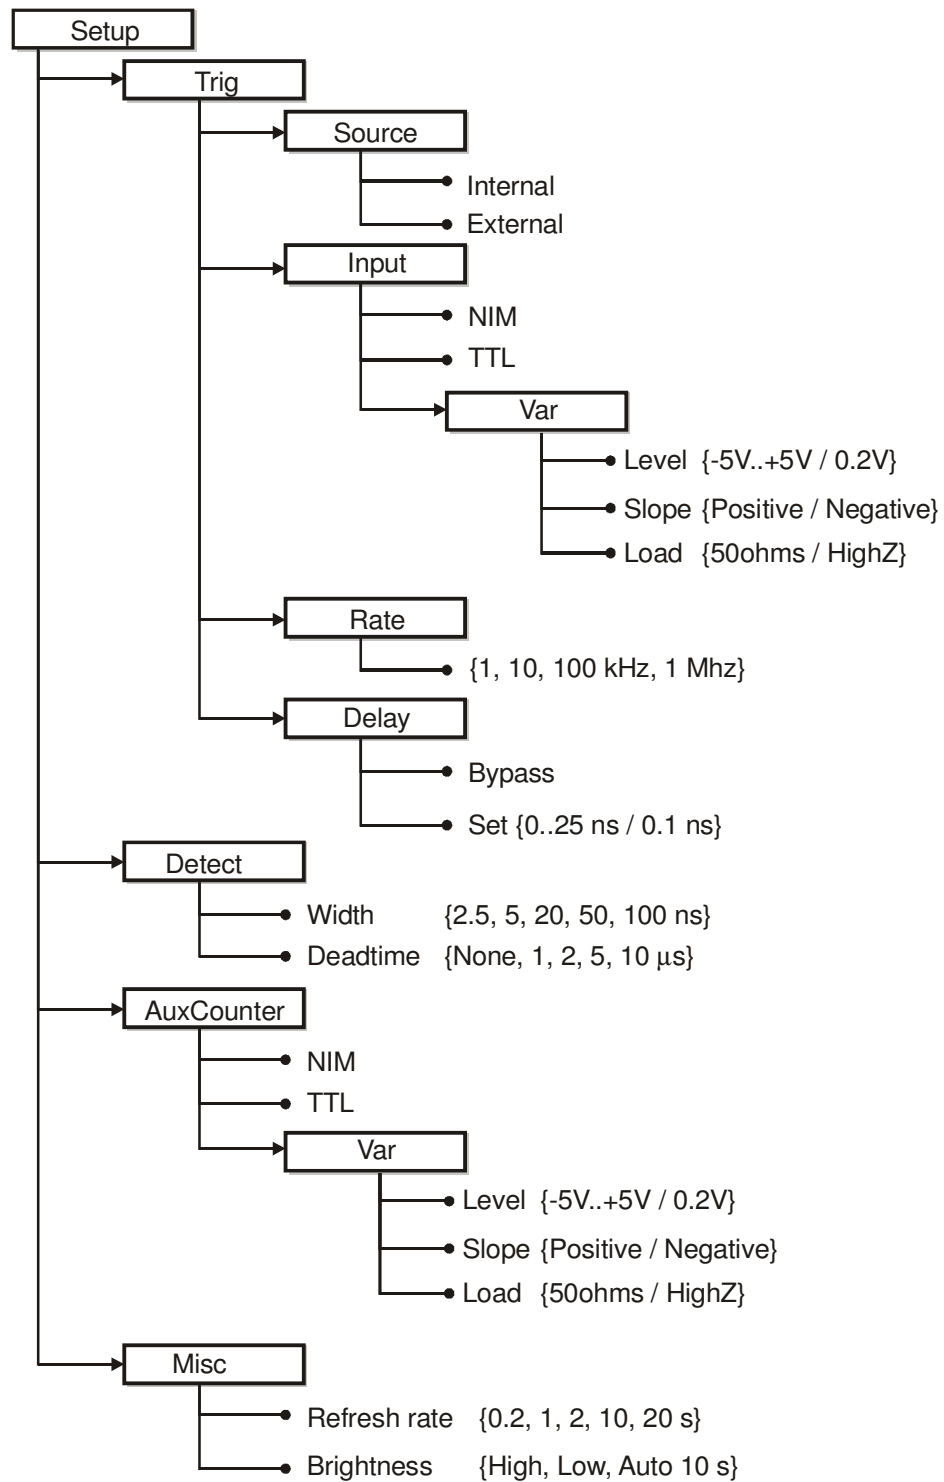 Setup
Trig
Source
Internal
External
Input
NIM
TTL
Var
Level {-5V..+5V / 0.2V}
Slope {Positive / Negative}
Load {50ohms / HighZ}
Rate
{1, 10, 100 kHz, 1 Mhz}
Delay
Bypass
Set {0..25 ns / 0.1 ns}
Detect
Width {2.5, 5, 20, 50, 100 ns}
Deadtime {None, 1, 2, 5, 10 μs}
AuxCounter
NIM
TTL
Var
Level {-5V..+5V / 0.2V}
Slope {Positive / Negative}
Load {50ohms / HighZ}
Misc
Refresh rate {0.2, 1, 2, 10, 20 s}
Brightness {High, Low, Auto 10 s}